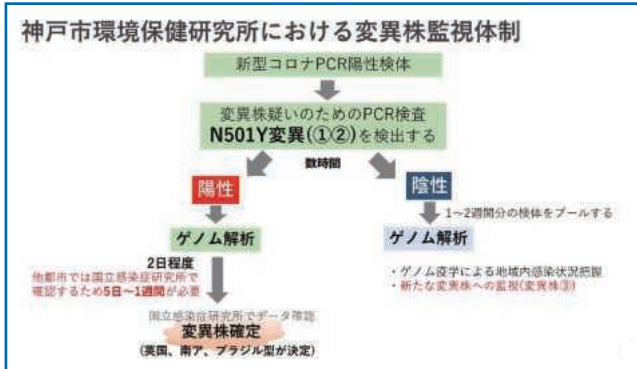 神戸市環境保健研究所における変異株監視体制
新型コロナPCR陽性検体
変異株疑いのためのPCR検査
N501Y変異(①②)を検出する
数時間
陽性
陰性
1～2週間分の検体をプールする
ゲノム解析
ゲノム解析
2日程度
他都市では国立感染症研究所で
確認するため5日～1週間が必要
・ゲノム疫学による地域内感染状況把握
・新たな変異株への監視(変異株③)
国立感染症研究所でデータ確認
変異株確定
(英国、南ア、ブラジル型が決定)